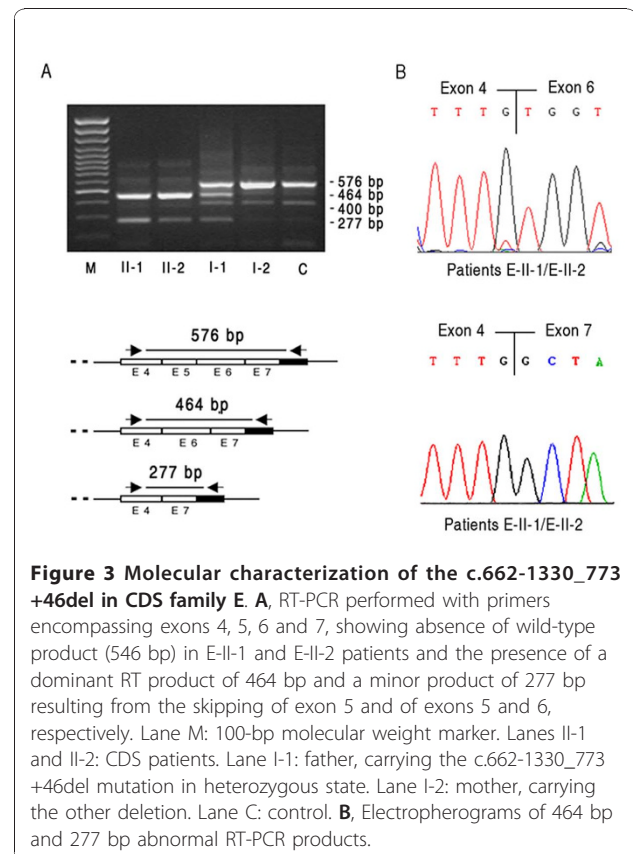 A
B
Exon 4
Exon 6
T T T G T G G T
- 576 bp
- 464 bp
- 400 bp
- 277 bp
M II-1 II-2 I-1 I-2 C
Patients E-II-1/E-II-2
576 bp
E 4 E 5 E 6 E 7
464 bp
E 4 E 6 E 7
277 bp
E 4 E 7
Exon 4
Exon 7
T T T G G C T A
Patients E-II-1/E-II-2
Figure 3 Molecular characterization of the c.662-1330_773
+46del in CDS family E. A, RT-PCR performed with primers
encompassing exons 4, 5, 6 and 7, showing absence of wild-type
product (546 bp) in E-II-1 and E-II-2 patients and the presence of a
dominant RT product of 464 bp and a minor product of 277 bp
resulting from the skipping of exon 5 and of exons 5 and 6,
respectively. Lane M: 100-bp molecular weight marker. Lanes II-1
and II-2: CDS patients. Lane I-1: father, carrying the c.662-1330_773
+46del mutation in heterozygous state. Lane I-2: mother, carrying
the other deletion. Lane C: control. B, Electropherograms of 464 bp
and 277 bp abnormal RT-PCR products.